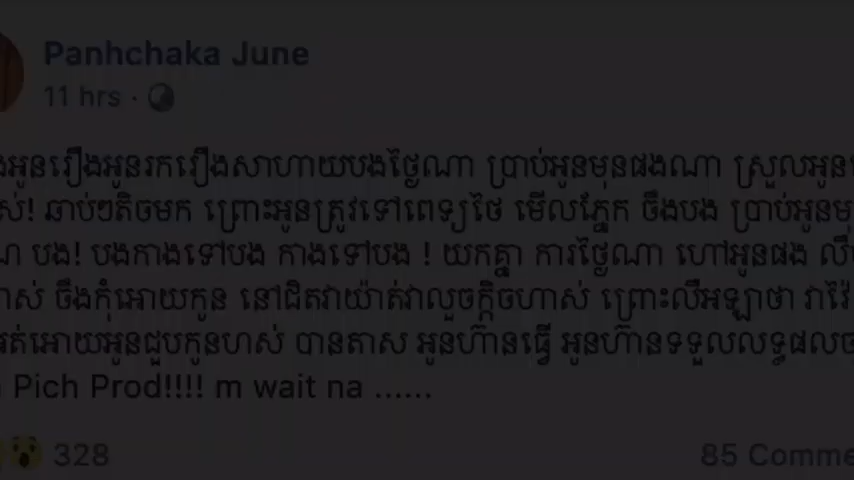 Panhchaka June
11 hrs ·
អូនរឿងអូនរករឿងសាហាយបងថ្ងៃណា ប្រាប់អូនមុនផងណា ស្រួលអូន
ស់! ឆាប់ៗតិចមក ព្រោះអូនត្រូវទៅពេទ្យថៃ មើលភ្នែក ចឹងបង ប្រាប់អូនមុ
បង! បងកាងទៅបង កាងទៅបង ! យកគ្នា ការថ្ងៃណា ហៅអូនផង លឺ
ាស់ ចឹងកុំអោយកូន នៅជិតវាយ៉ាត់វាលួចក្តិចហាស់ ព្រោះលឺអឡាថា វាវ៉ៃ
អោយអូនជួបកូនហស់ បានតាស អូនហ៊ានធ្វើ អូនហ៊ានទទួលលទ្ធផលច
Pich Prod!!!! m wait na ......
328
85 Comme